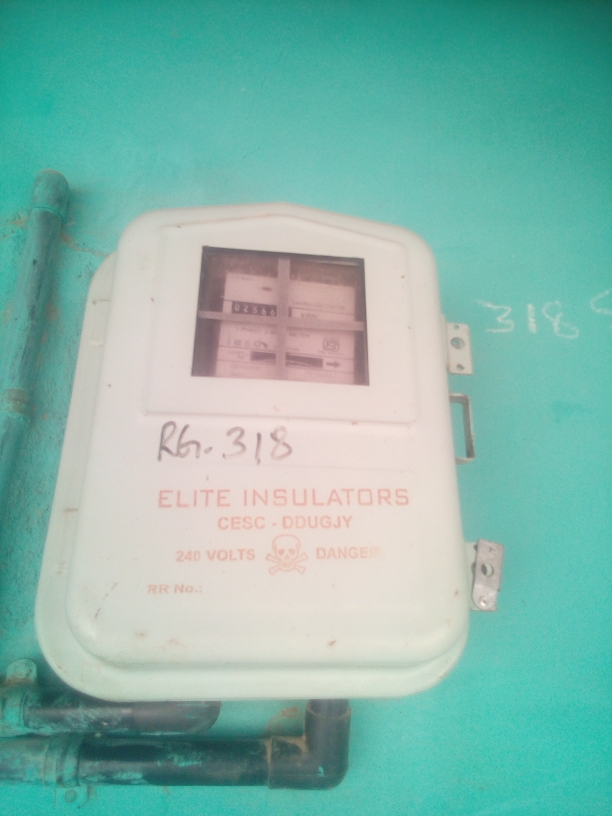 318
RG. 318
ELITE INSULATORS
CESC - DDUGJY
240 VOLTS DANGER
RR No.: